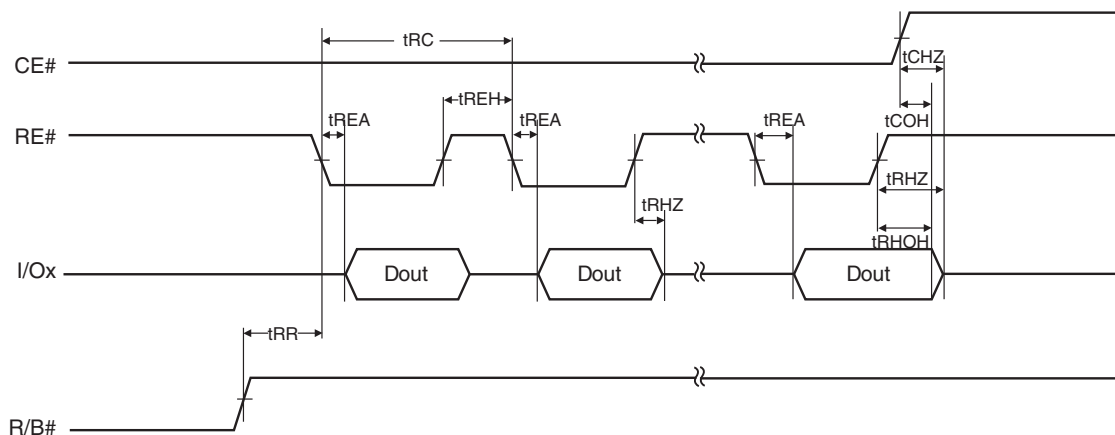 tRC
CE#
tCHZ
tREH
tREA
tREA
tREA
tCOH
RE#
tRHZ
tRHZ
tRHOH
I/Ox
Dout
Dout
Dout
tRR
R/B#